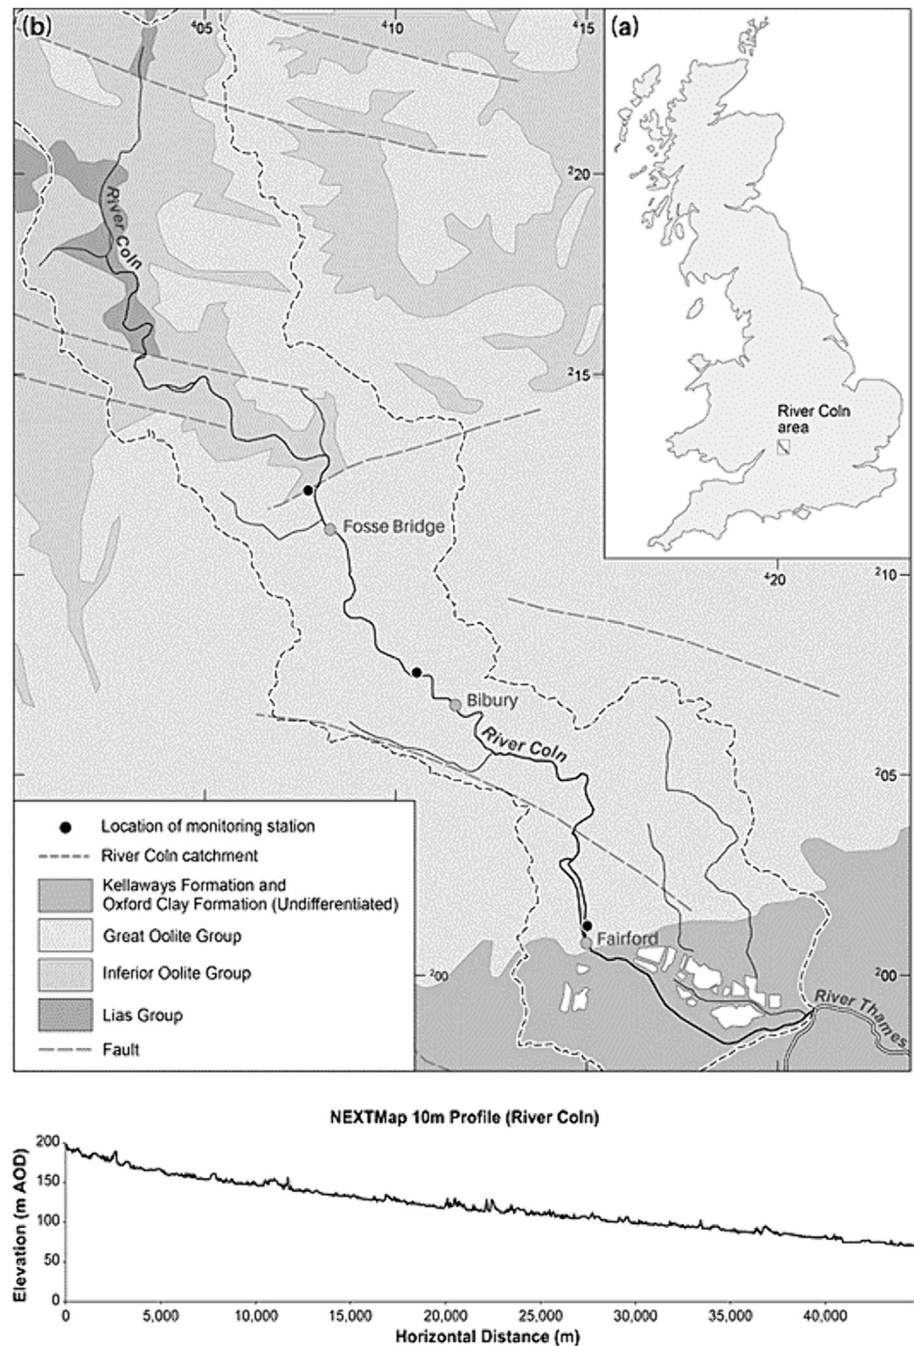 (b)
⁴05
⁴10
⁴15
(a)
²20
River Coln
²15
River Coln
area
Fosse Bridge
⁴20
²10
Bibury
River Coln
²05
Location of monitoring station
River Coln catchment
Kellaways Formation and
Oxford Clay Formation (Undifferentiated)
Great Oolite Group
Inferior Oolite Group
Lias Group
Fault
Fairford
²00
River Thames
NEXTMap 10m Profile (River Coln)
Elevation (m AOD)
200
150
100
50
0
0
5,000
10,000
15,000
20,000
25,000
30,000
35,000
40,000
Horizontal Distance (m)